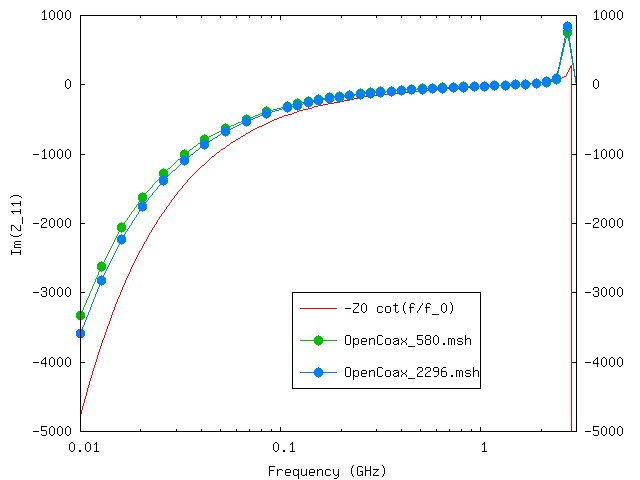 1000 1000
0 0
-1000 -1000
-2000 -2000
Im(Z_11)
-3000 -3000
-Z0 cot(f/f_0)
OpenCoax_580.msh
-4000 -4000
OpenCoax_2296.msh
-5000 -5000
0.01 0.1 1
Frequency (GHz)